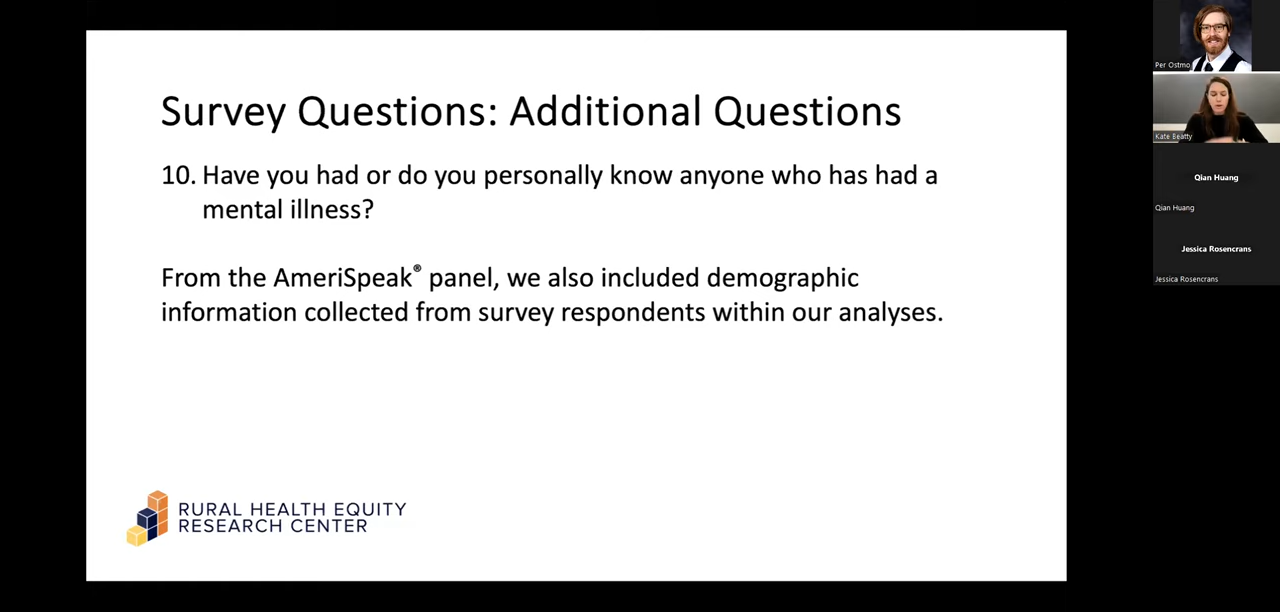 Survey Questions: Additional Questions
10. Have you had or do you personally know anyone who has had a
mental illness?
From the AmeriSpeak® panel, we also included demographic
information collected from survey respondents within our analyses.
RURAL HEALTH EQUITY
RESEARCH CENTER
Per Ostmo
Kate Beatty
Qian Huang
Qian Huang
Jessica Rosencrans
Jessica Rosencrans